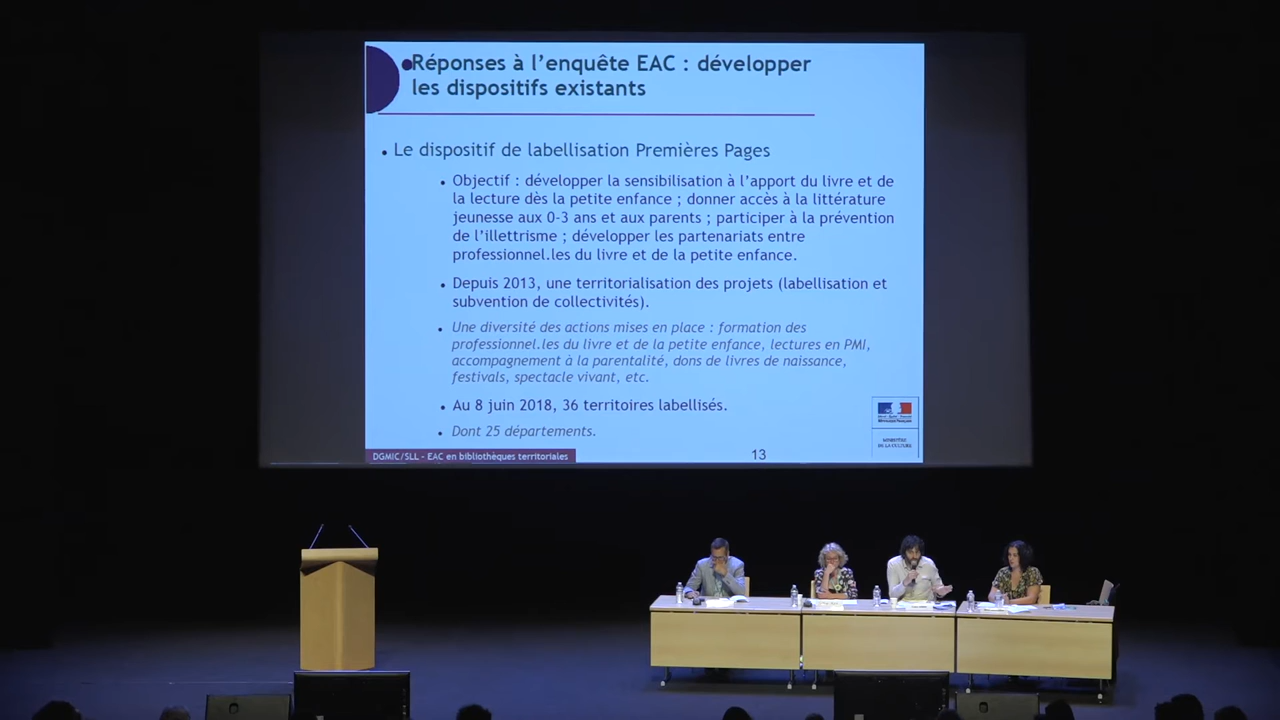 •Réponses à l'enquête EAC : développer
les dispositifs existants
• Le dispositif de labellisation Premières Pages
• Objectif : développer la sensibilisation à l'apport du livre et de
la lecture dès la petite enfance ; donner accès à la littérature
jeunesse aux 0-3 ans et aux parents ; participer à la prévention
de l'illettrisme ; développer les partenariats entre
professionnel.les du livre et de la petite enfance.
• Depuis 2013, une territorialisation des projets (labellisation et
subvention de collectivités).
• Une diversité des actions mises en place : formation des
professionnel.les du livre et de la petite enfance, lectures en PMI,
accompagnement à la parentalité, dons de livres de naissance,
festivals, spectacle vivant, etc.
• Au 8 juin 2018, 36 territoires labellisés.
• Dont 25 départements.
MINISTÈRE
DE LA CULTURE
DGMIC/SLL - EAC en bibliothèques territoriales
13